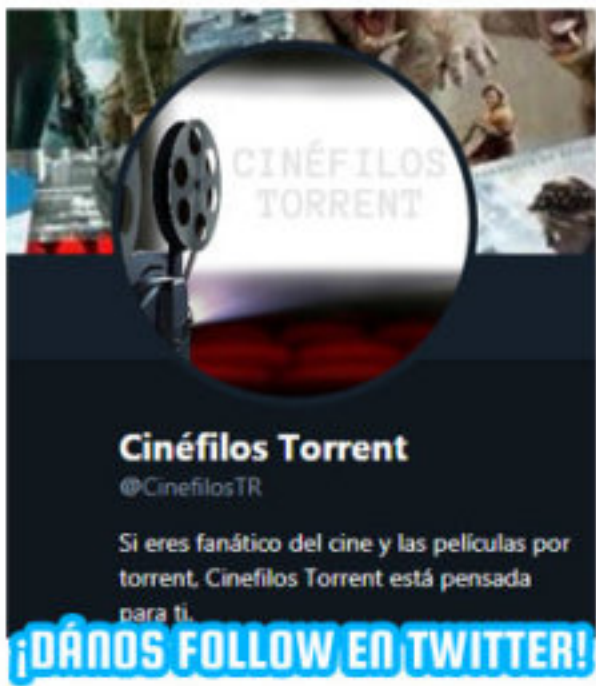 CINÉFILOS
TORRENT
Cinéfilos Torrent
@CinefilosTR
Si eres fanático del cine y las películas por
torrent, Cinefilos Torrent está pensada
para ti.
¡DÁNOS FOLLOW EN TWITTER!